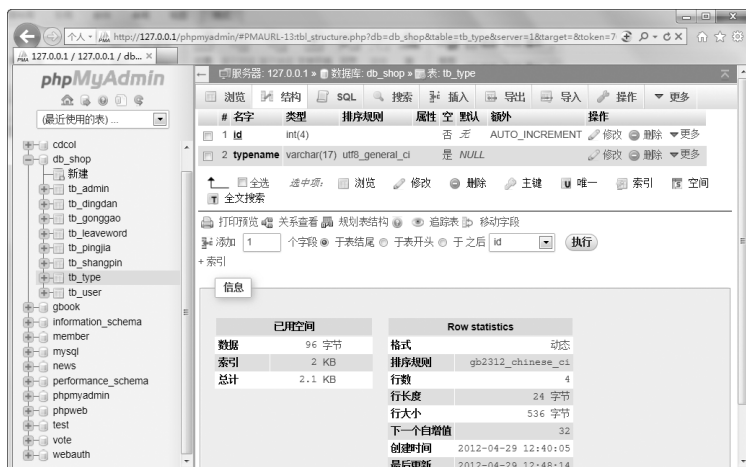 个人 - http://127.0.0.1/phpmyadmin/#PMAURL-13:tbl_structure.php?db=db_shop&table=tb_type&server=1&target=&token=7
127.0.0.1 / 127.0.0.1 / db...
phpMyAdmin
(最近使用的表) ...
cdcol
db_shop
新建
tb_admin
tb_dingdan
tb_gonggao
tb_leaveword
tb_pingjia
tb_shangpin
tb_type
tb_user
gbook
information_schema
member
mysql
news
performance_schema
phpmyadmin
phpweb
test
vote
webauth
服务器: 127.0.0.1 » 数据库: db_shop » 表: tb_type
浏览 结构 SQL 搜索 插入 导出 导入 操作 更多
# 名字 类型 排序规则 属性 空 默认 额外 操作
1 id int(4) 否 无 AUTO_INCREMENT 修改 删除 更多
2 typename varchar(17) utf8_general_ci 是 NULL 修改 删除 更多
全选 选中项: 浏览 修改 删除 主键 唯一 索引 空间
全文搜索
打印预览 关系查看 规划表结构 追踪表 移动字段
添加 1 个字段 于表结尾 于表开头 于之后 id 执行
+ 索引
信息
已用空间
数据 96 字节
索引 2 KB
总计 2.1 KB
Row statistics
格式 动态
排序规则 gb2312_chinese_ci
行数 4
行长度 24 字节
行大小 536 字节
下一个自增值 32
创建时间 2012-04-29 12:40:05
最后更新 2012-04-29 12:48:14